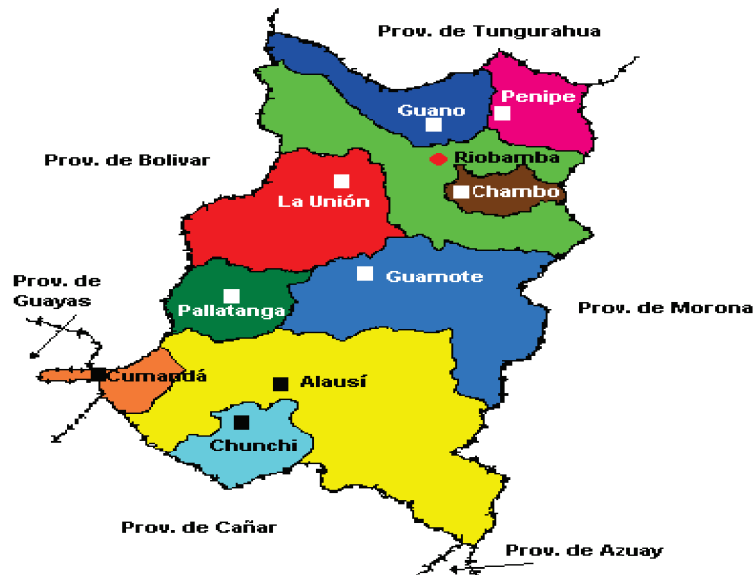 Prov. de Tungurahua
Penipe
Guano
Prov. de Bolivar
Riobamba
Chambo
La Unión
Prov. de
Guayas
Guamote
Pallatanga
Prov. de Morona
Cumandá
Alausí
Chunchi
Prov. de Cañar
Prov. de Azuay